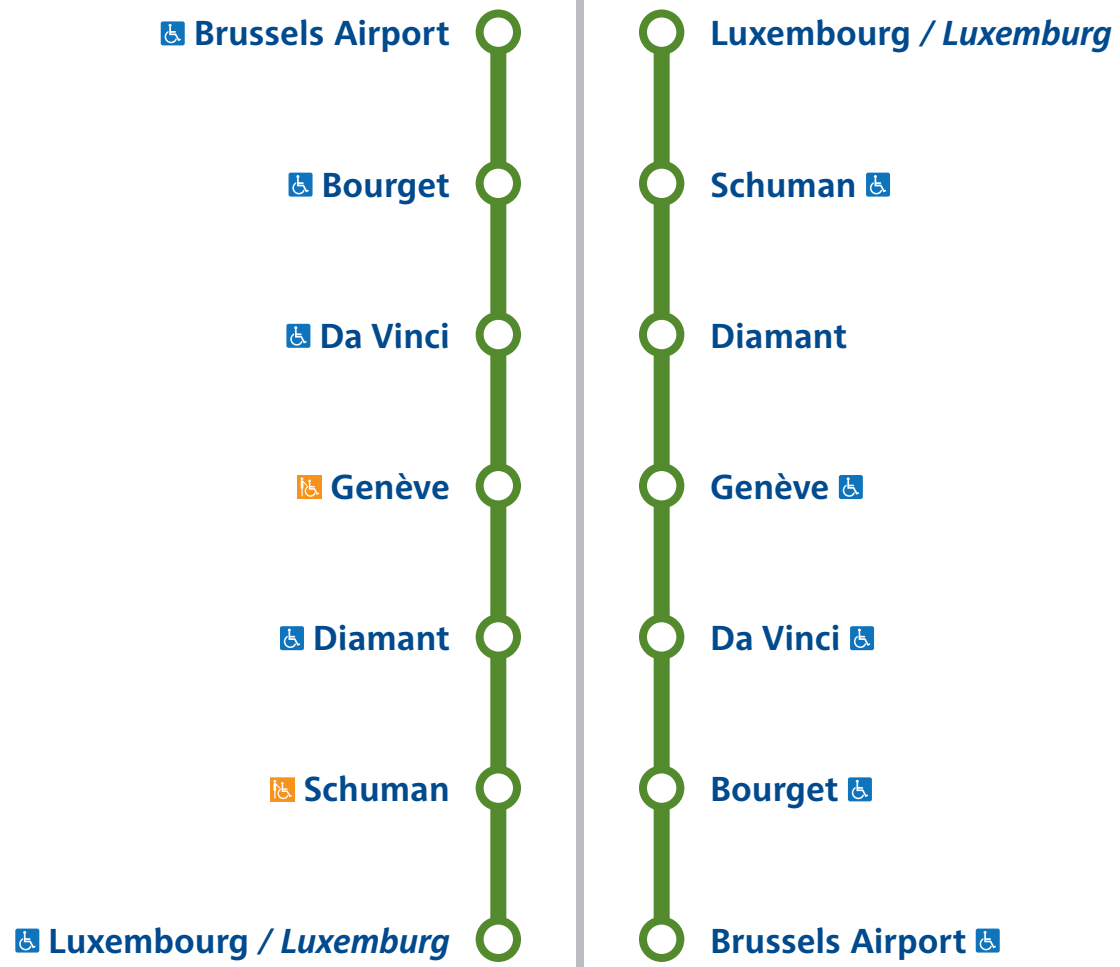 Brussels Airport
Bourget
Da Vinci
Genève
Diamant
Schuman
Luxembourg / Luxemburg
Luxembourg / Luxemburg
Schuman
Diamant
Genève
Da Vinci
Bourget
Brussels Airport